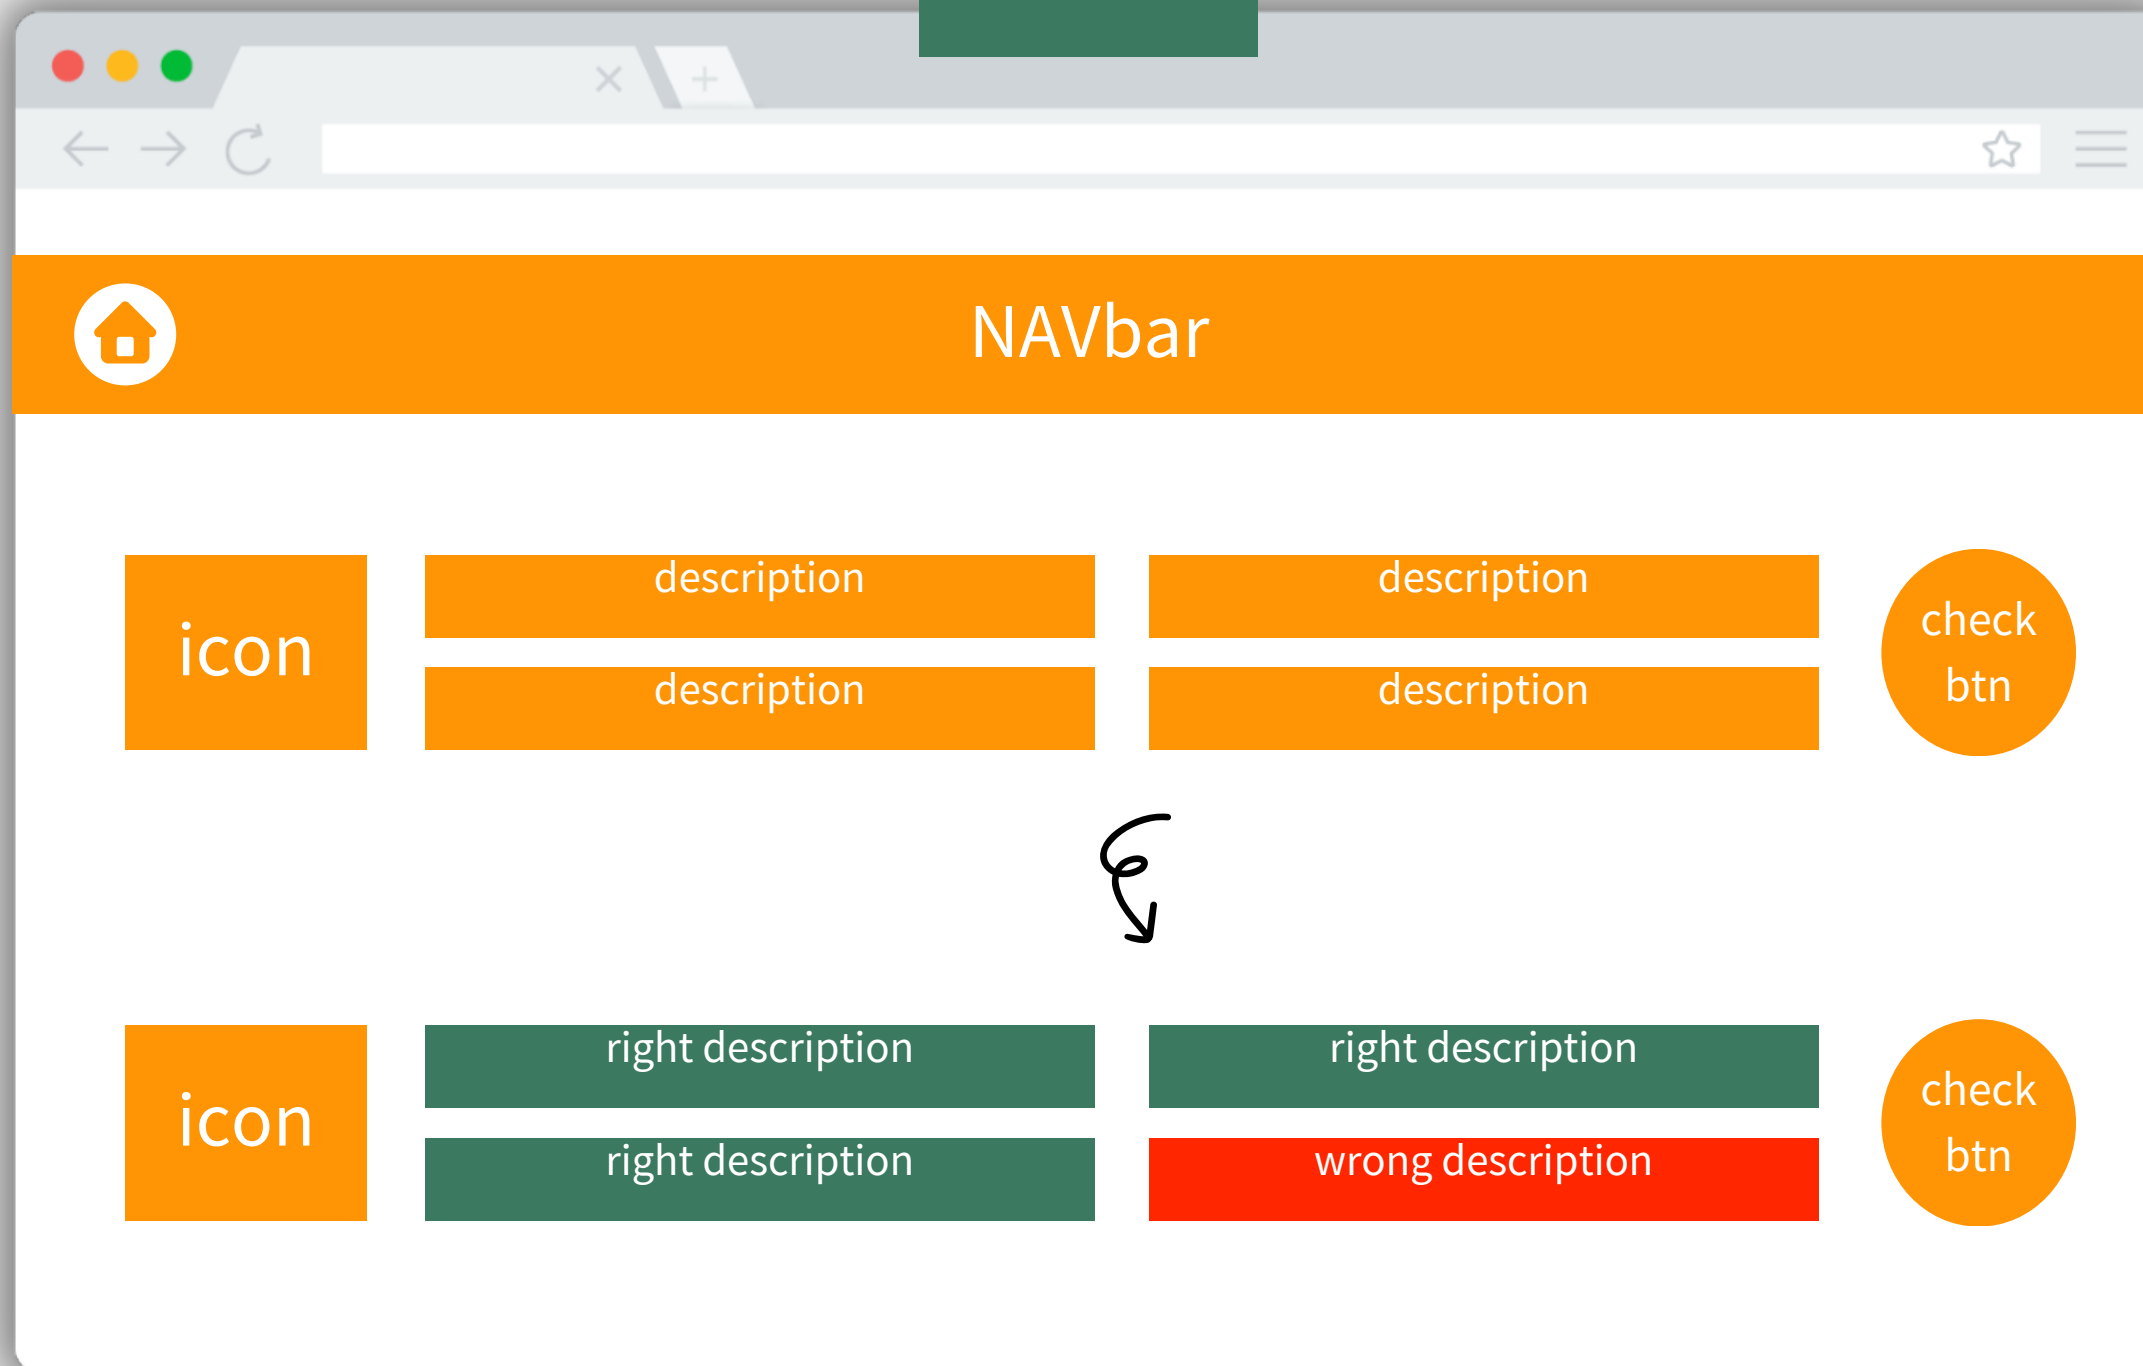 NAVbar
icon
description
description
description
description
check
btn
icon
right description
right description
right description
wrong description
check
btn